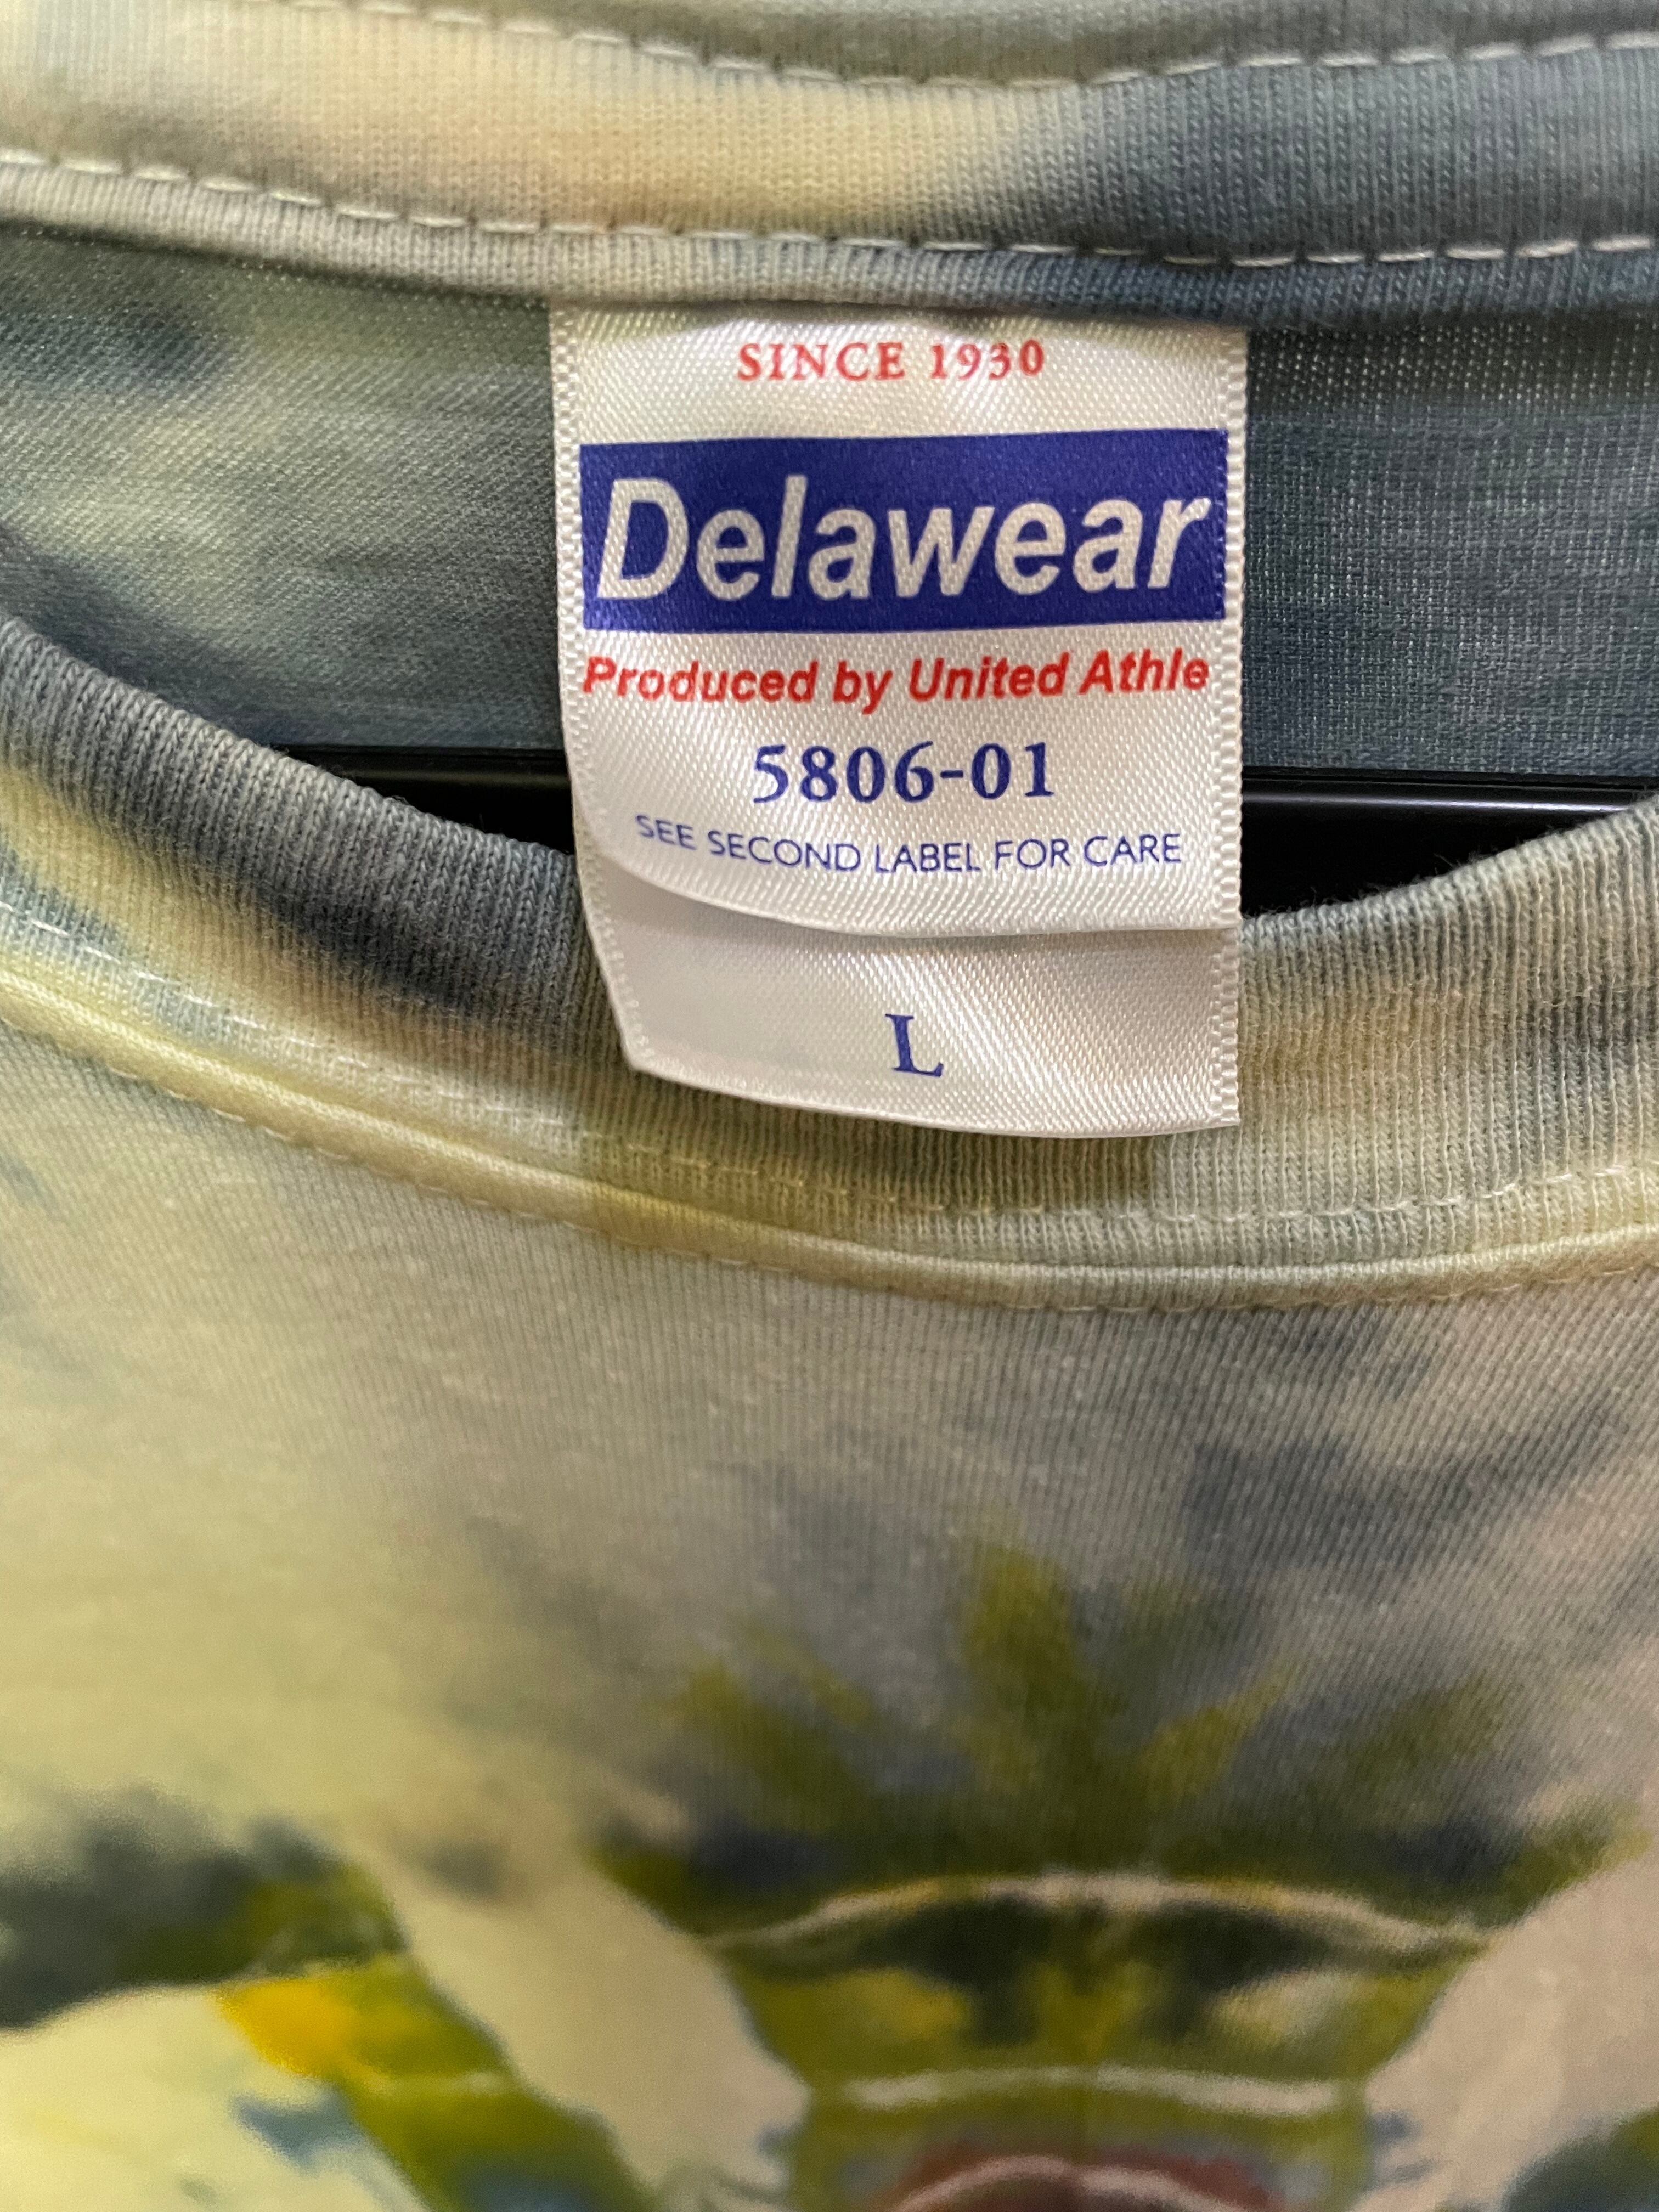 SINCE 1930
Delawear
Produced by United Athle
5806-01
SEE SECOND LABEL FOR CARE
L